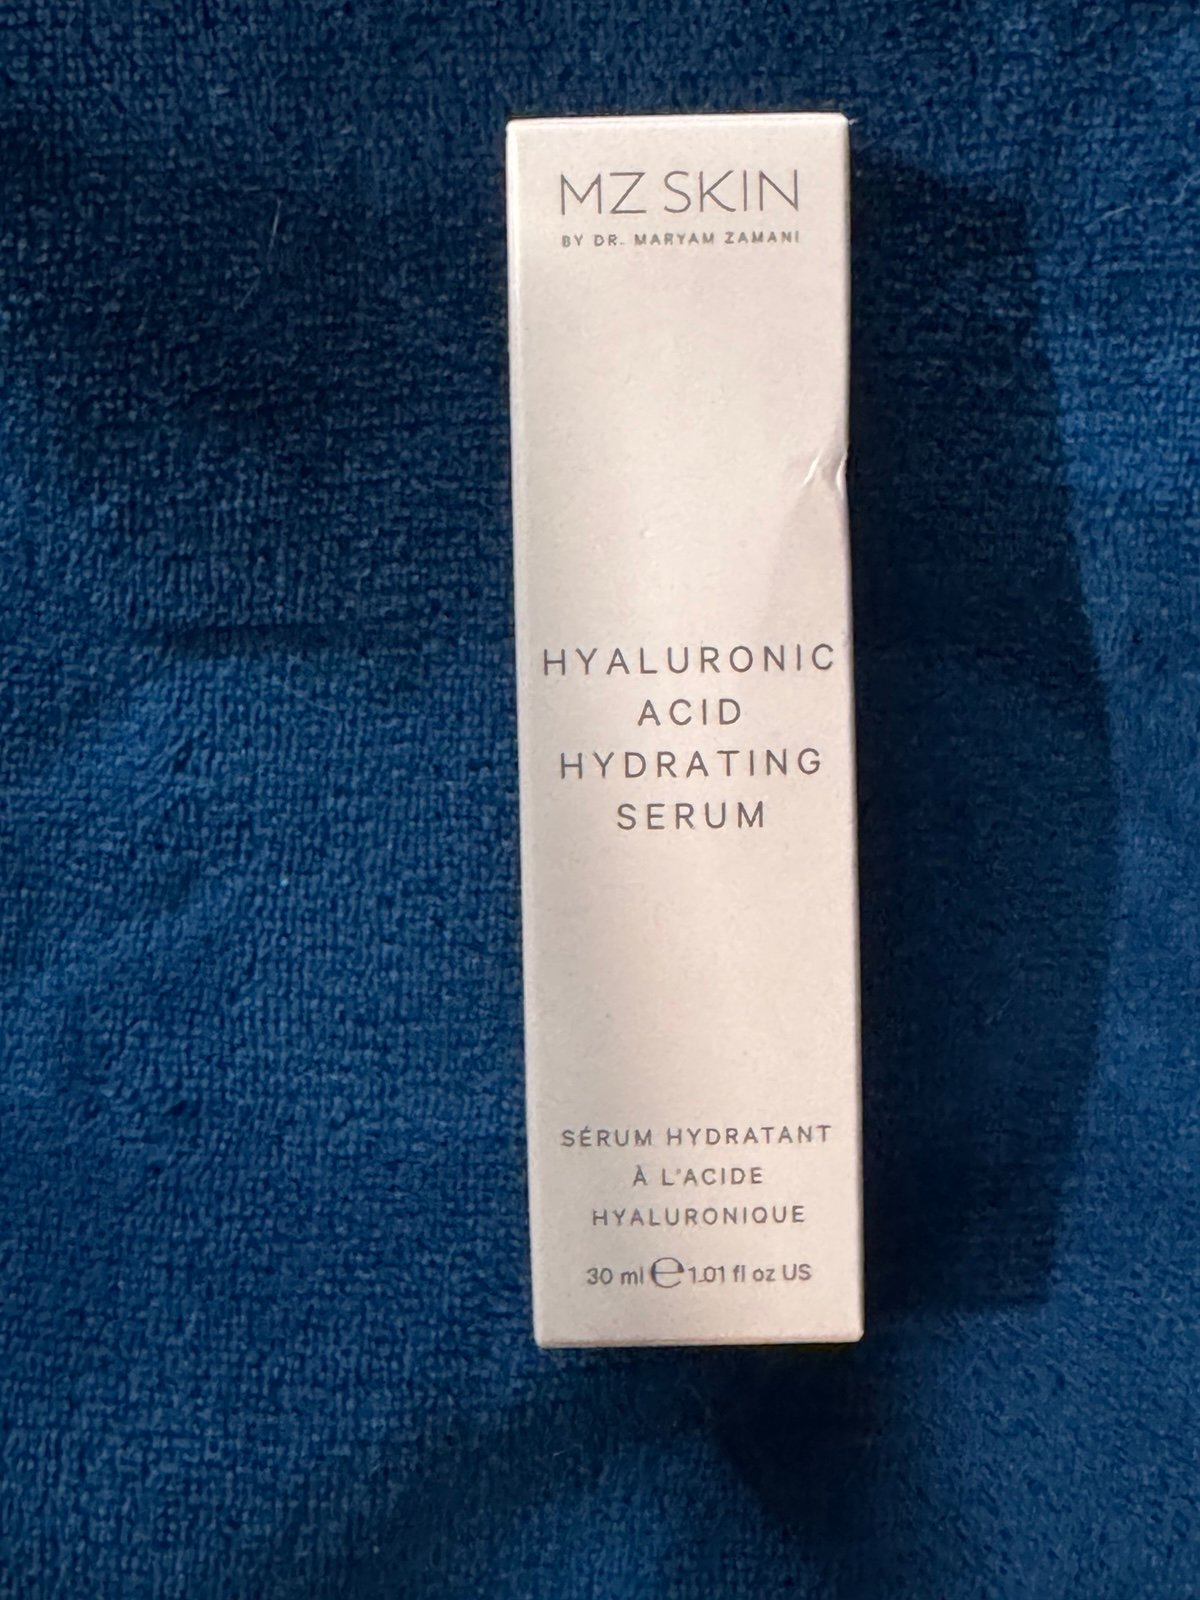 MZ SKIN
BY DR. MARYAM ZAMANI
HYALURONIC
ACID
HYDRATING
SERUM
SÉRUM HYDRATANT
À L'ACIDE
HYALURONIQUE
30 ml ℮ 1.01 fl oz US